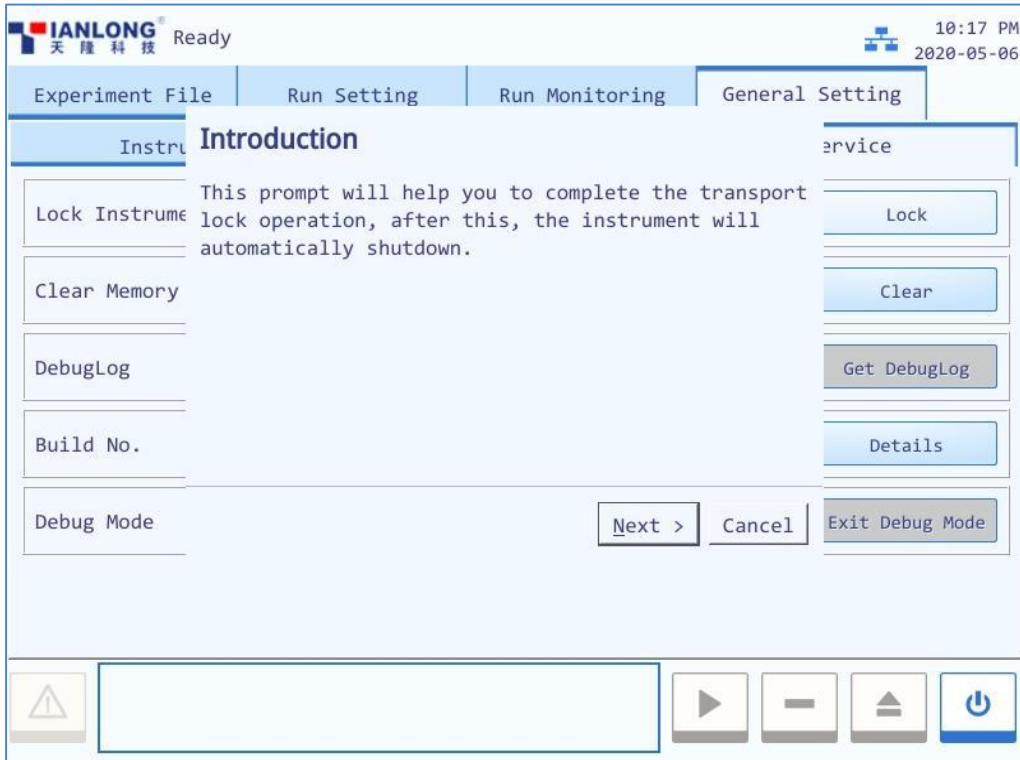 TIANLONG®
天隆科技
Ready
10:17 PM
2020-05-06
Experiment File
Run Setting
Run Monitoring
General Setting
Instru
ervice
Introduction
This prompt will help you to complete the transport
lock operation, after this, the instrument will
automatically shutdown.
Lock Instrume
Lock
Clear Memory
Clear
DebugLog
Get DebugLog
Build No.
Details
Debug Mode
Next >
Cancel
Exit Debug Mode